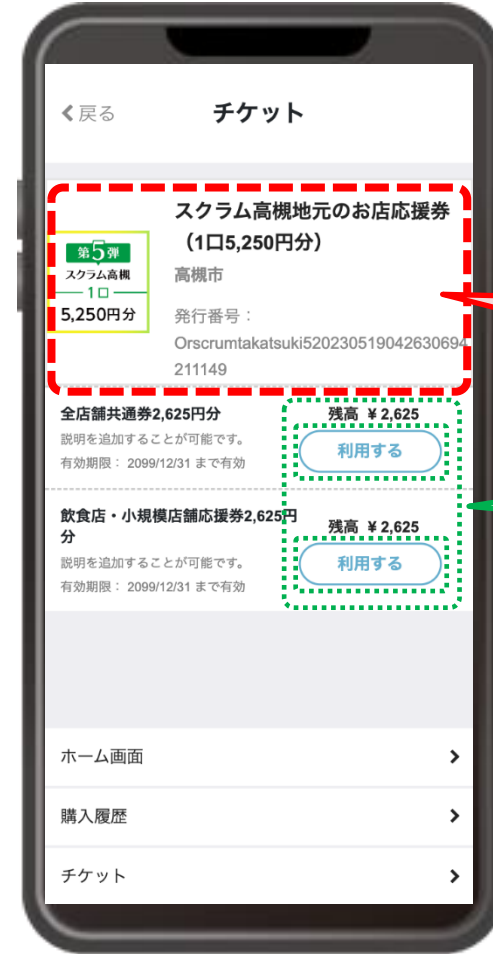 戻る
チケット
第5弾
スクラム高槻
1口
5,250円分
スクラム高槻地元のお店応援券
（1口5,250円分）
高槻市
発行番号：
Orscrumtakatsuki520230519042630694
211149
全店舗共通券2,625円分
説明を追加することが可能です。
有効期限： 2099/12/31 まで有効
残高 ¥ 2,625
利用する
飲食店・小規模店舗応援券2,625円
分
説明を追加することが可能です。
有効期限： 2099/12/31 まで有効
残高 ¥ 2,625
利用する
ホーム画面
購入履歴
チケット